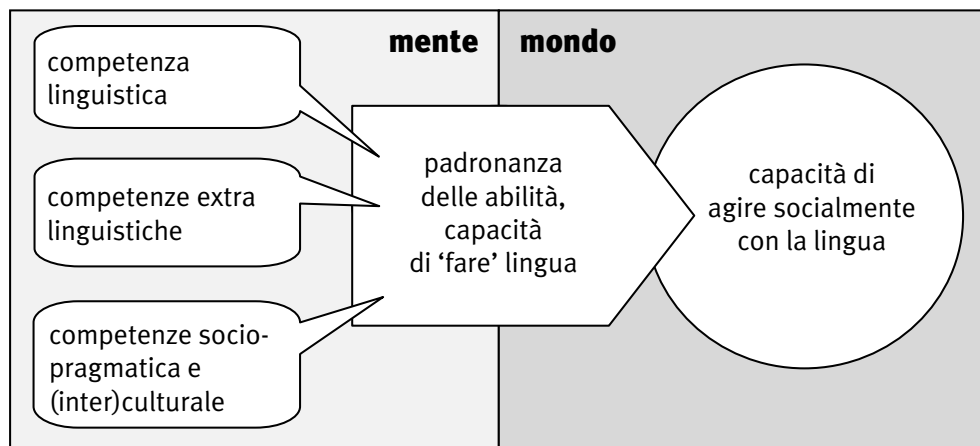 mente
mondo
competenza
linguistica
competenze extra
linguistiche
competenze socio-
pragmatica e
(inter)culturale
padronanza
delle abilità,
capacità
di ‘fare’ lingua
capacità di
agire socialmente
con la lingua